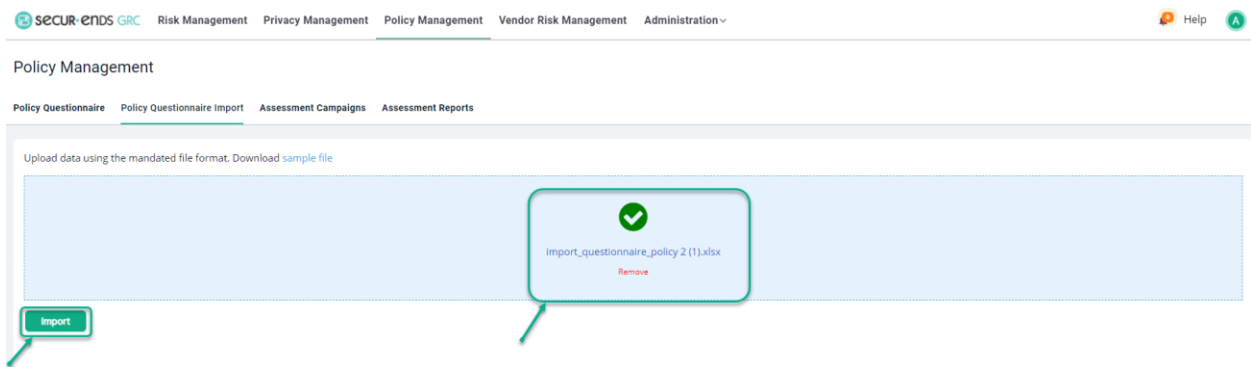 SECUR-ENDS GRC Risk Management Privacy Management Policy Management Vendor Risk Management Administration Help A
Policy Management
Policy Questionnaire Policy Questionnaire Import Assessment Campaigns Assessment Reports
Upload data using the mandated file format. Download sample file
import_questionnaire_policy 2 (1).xlsx
Remove
Import